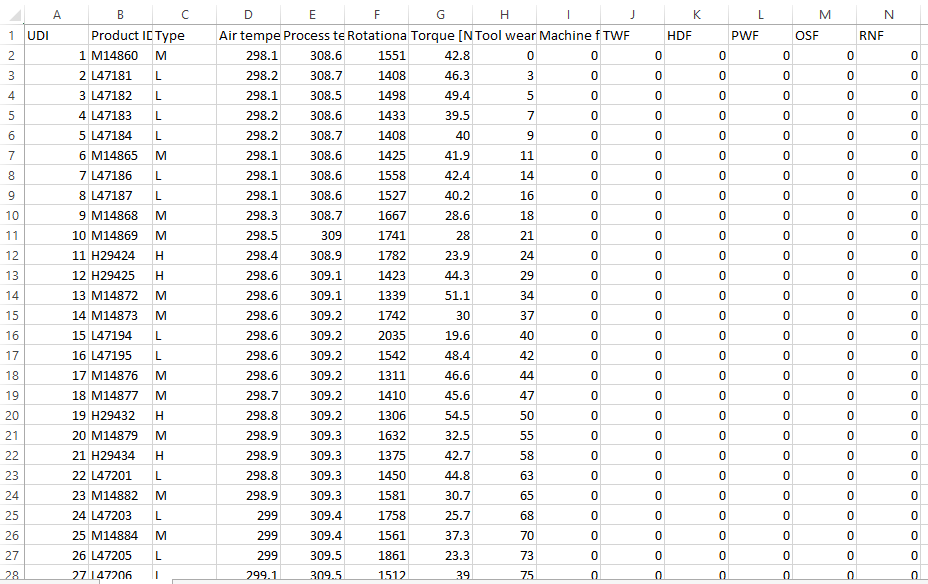 A B C D E F G H I J K L M N
1 UDI Product ID Type Air tempe Process te Rotationa Torque [N Tool wear Machine f TWF HDF PWF OSF RNF
2 1 M14860 M 298.1 308.6 1551 42.8 0 0 0 0 0 0 0
3 2 L47181 L 298.2 308.7 1408 46.3 3 0 0 0 0 0 0
4 3 L47182 L 298.1 308.5 1498 49.4 5 0 0 0 0 0 0
5 4 L47183 L 298.2 308.6 1433 39.5 7 0 0 0 0 0 0
6 5 L47184 L 298.2 308.7 1408 40 9 0 0 0 0 0 0
7 6 M14865 M 298.1 308.6 1425 41.9 11 0 0 0 0 0 0
8 7 L47186 L 298.1 308.6 1558 42.4 14 0 0 0 0 0 0
9 8 L47187 L 298.1 308.6 1527 40.2 16 0 0 0 0 0 0
10 9 M14868 M 298.3 308.7 1667 28.6 18 0 0 0 0 0 0
11 10 M14869 M 298.5 309 1741 28 21 0 0 0 0 0 0
12 11 H29424 H 298.4 308.9 1782 23.9 24 0 0 0 0 0 0
13 12 H29425 H 298.6 309.1 1423 44.3 29 0 0 0 0 0 0
14 13 M14872 M 298.6 309.1 1339 51.1 34 0 0 0 0 0 0
15 14 M14873 M 298.6 309.2 1742 30 37 0 0 0 0 0 0
16 15 L47194 L 298.6 309.2 2035 19.6 40 0 0 0 0 0 0
17 16 L47195 L 298.6 309.2 1542 48.4 42 0 0 0 0 0 0
18 17 M14876 M 298.6 309.2 1311 46.6 44 0 0 0 0 0 0
19 18 M14877 M 298.7 309.2 1410 45.6 47 0 0 0 0 0 0
20 19 H29432 H 298.8 309.2 1306 54.5 50 0 0 0 0 0 0
21 20 M14879 M 298.9 309.3 1632 32.5 55 0 0 0 0 0 0
22 21 H29434 H 298.9 309.3 1375 42.7 58 0 0 0 0 0 0
23 22 L47201 L 298.8 309.3 1450 44.8 63 0 0 0 0 0 0
24 23 M14882 M 298.9 309.3 1581 30.7 65 0 0 0 0 0 0
25 24 L47203 L 299 309.4 1758 25.7 68 0 0 0 0 0 0
26 25 M14884 M 299 309.4 1561 37.3 70 0 0 0 0 0 0
27 26 L47205 L 299 309.5 1861 23.3 73 0 0 0 0 0 0
28 27 L47206 L 299.1 309.5 1512 39 75 0 0 0 0 0 0